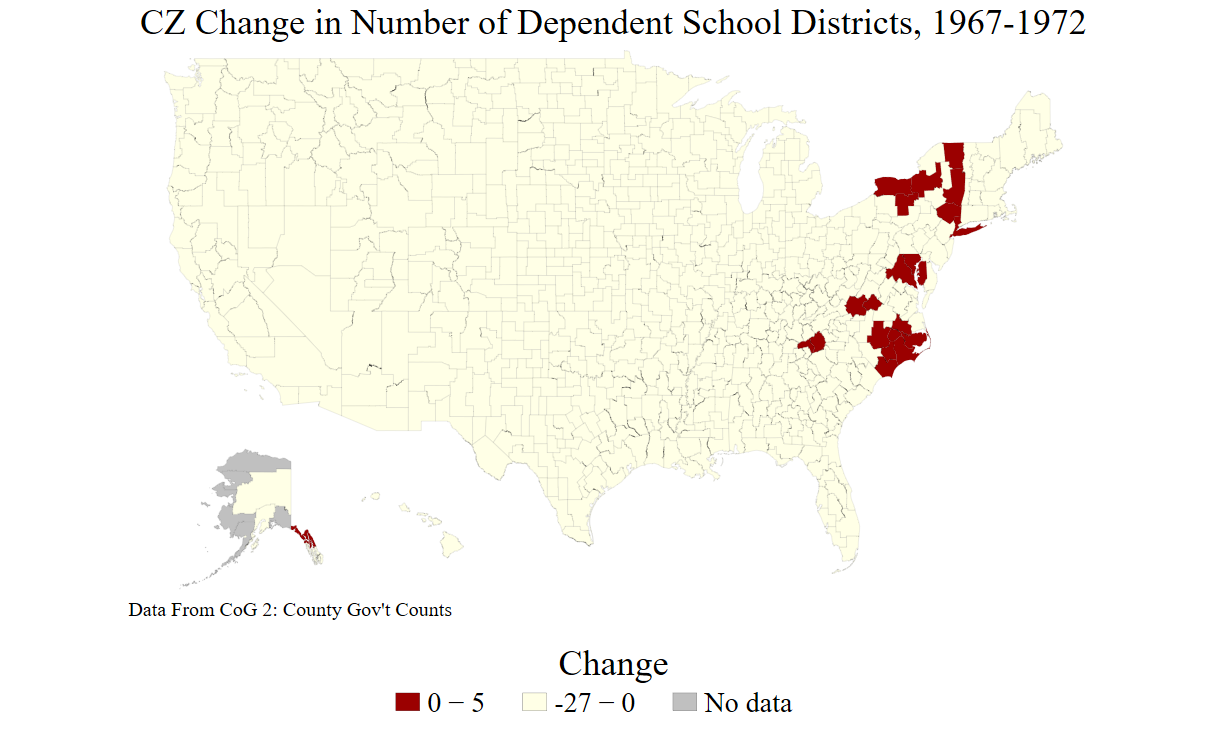 CZ Change in Number of Dependent School Districts, 1967-1972
Data From CoG 2: County Gov't Counts
Change
0 − 5 -27 − 0 No data